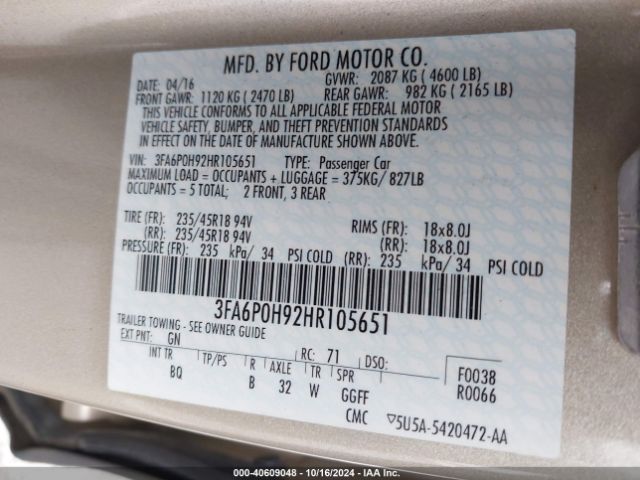 MFD. BY FORD MOTOR CO.
DATE: 04/16 GVWR: 2087 KG ( 4600 LB)
FRONT GAWR: 1120 KG ( 2470 LB) REAR GAWR: 982 KG ( 2165 LB)
THIS VEHICLE CONFORMS TO ALL APPLICABLE FEDERAL MOTOR
VEHICLE SAFETY, BUMPER, AND THEFT PREVENTION STANDARDS
IN EFFECT ON THE DATE OF MANUFACTURE SHOWN ABOVE.
VIN: 3FA6P0H92HR105651 TYPE: Passenger Car
MAXIMUM LOAD = OCCUPANTS + LUGGAGE = 375KG/ 827LB
OCCUPANTS = 5 TOTAL; 2 FRONT, 3 REAR
TIRE (FR): 235/45R18 94V RIMS (FR): 18x8.0J
(RR): 235/45R18 94V (RR): 18x8.0J
PRESSURE (FR): 235 kPa/ 34 PSI COLD (RR): 235 kPa/ 34 PSI COLD
3FA6P0H92HR105651
TRAILER TOWING - SEE OWNER GUIDE
EXT PNT: GN RC: 71 DSO:
INT TR TP/PS R AXLE TR SPR F0038
BQ B 32 W GGFF R0066
CMC ▽5U5A-5420472-AA
000-40609048 - 10/16/2024 - IAA Inc.